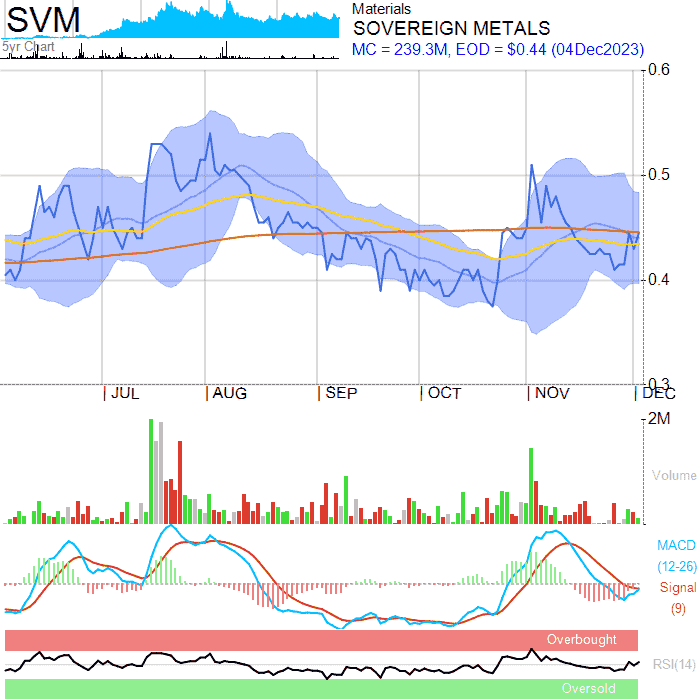 SVM
5yr Chart
Materials
SOVEREIGN METALS
MC = 239.3M, EOD = $0.44 (04Dec2023)
0.6
0.5
0.4
0.3
JUL AUG SEP OCT NOV DEC
2M
Volume
MACD
(12-26)
Signal
(9)
Overbought
RSI(14)
Oversold